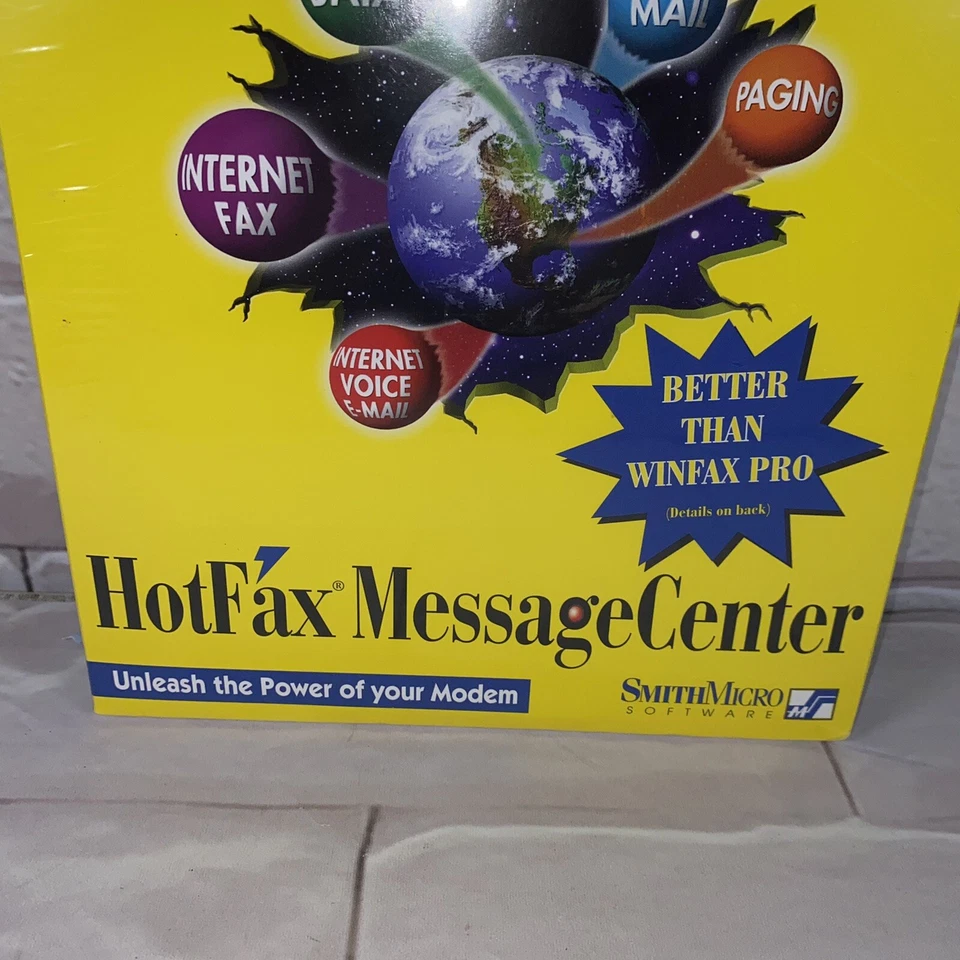 MAIL
PAGING
INTERNET
FAX
INTERNET
VOICE
E-MAIL
BETTER
THAN
WINFAX PRO
(Details on back)
HotFax® MessageCenter
Unleash the Power of your Modem
SMITHMICRO
SOFTWARE